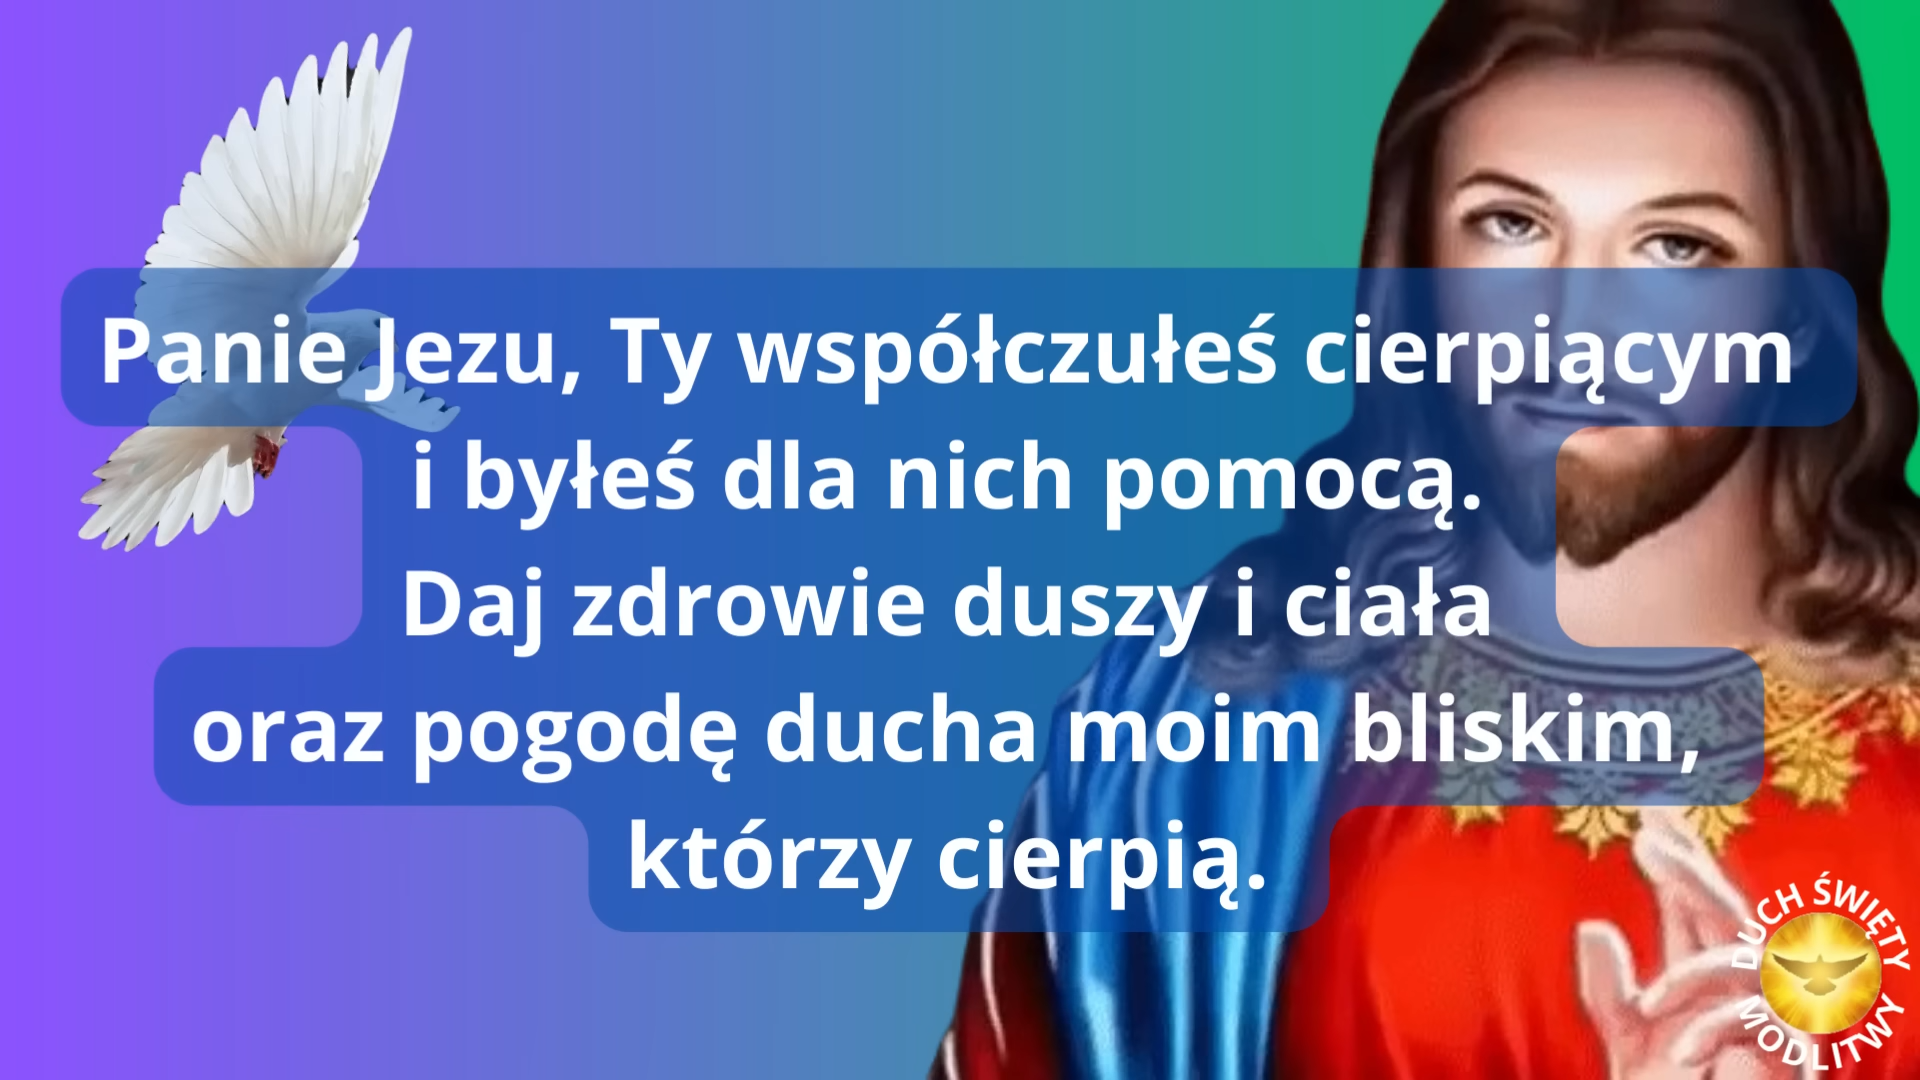 Panie Jezu, Ty współczułeś cierpiącym
i byłeś dla nich pomocą.
Daj zdrowie duszy i ciała
oraz pogodę ducha moim bliskim,
którzy cierpią.
DUCH ŚWIĘTY
MODLITWY